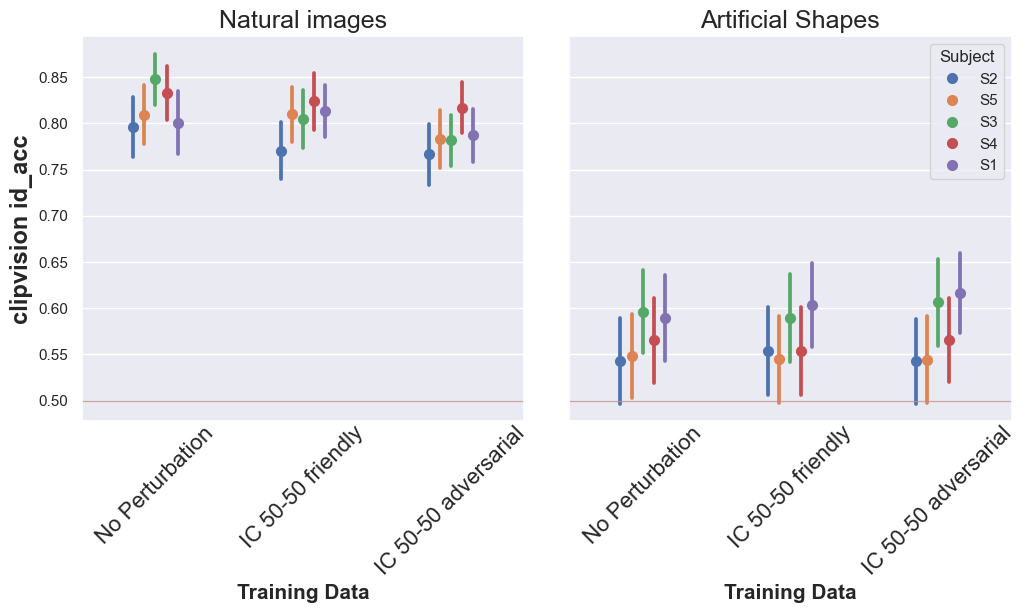 Natural images
Artificial Shapes
clipvision id_acc
0.85
0.80
0.75
0.70
0.65
0.60
0.55
0.50
Subject
S2
S5
S3
S4
S1
No Perturbation
IC 50-50 friendly
IC 50-50 adversarial
No Perturbation
IC 50-50 friendly
IC 50-50 adversarial
Training Data
Training Data